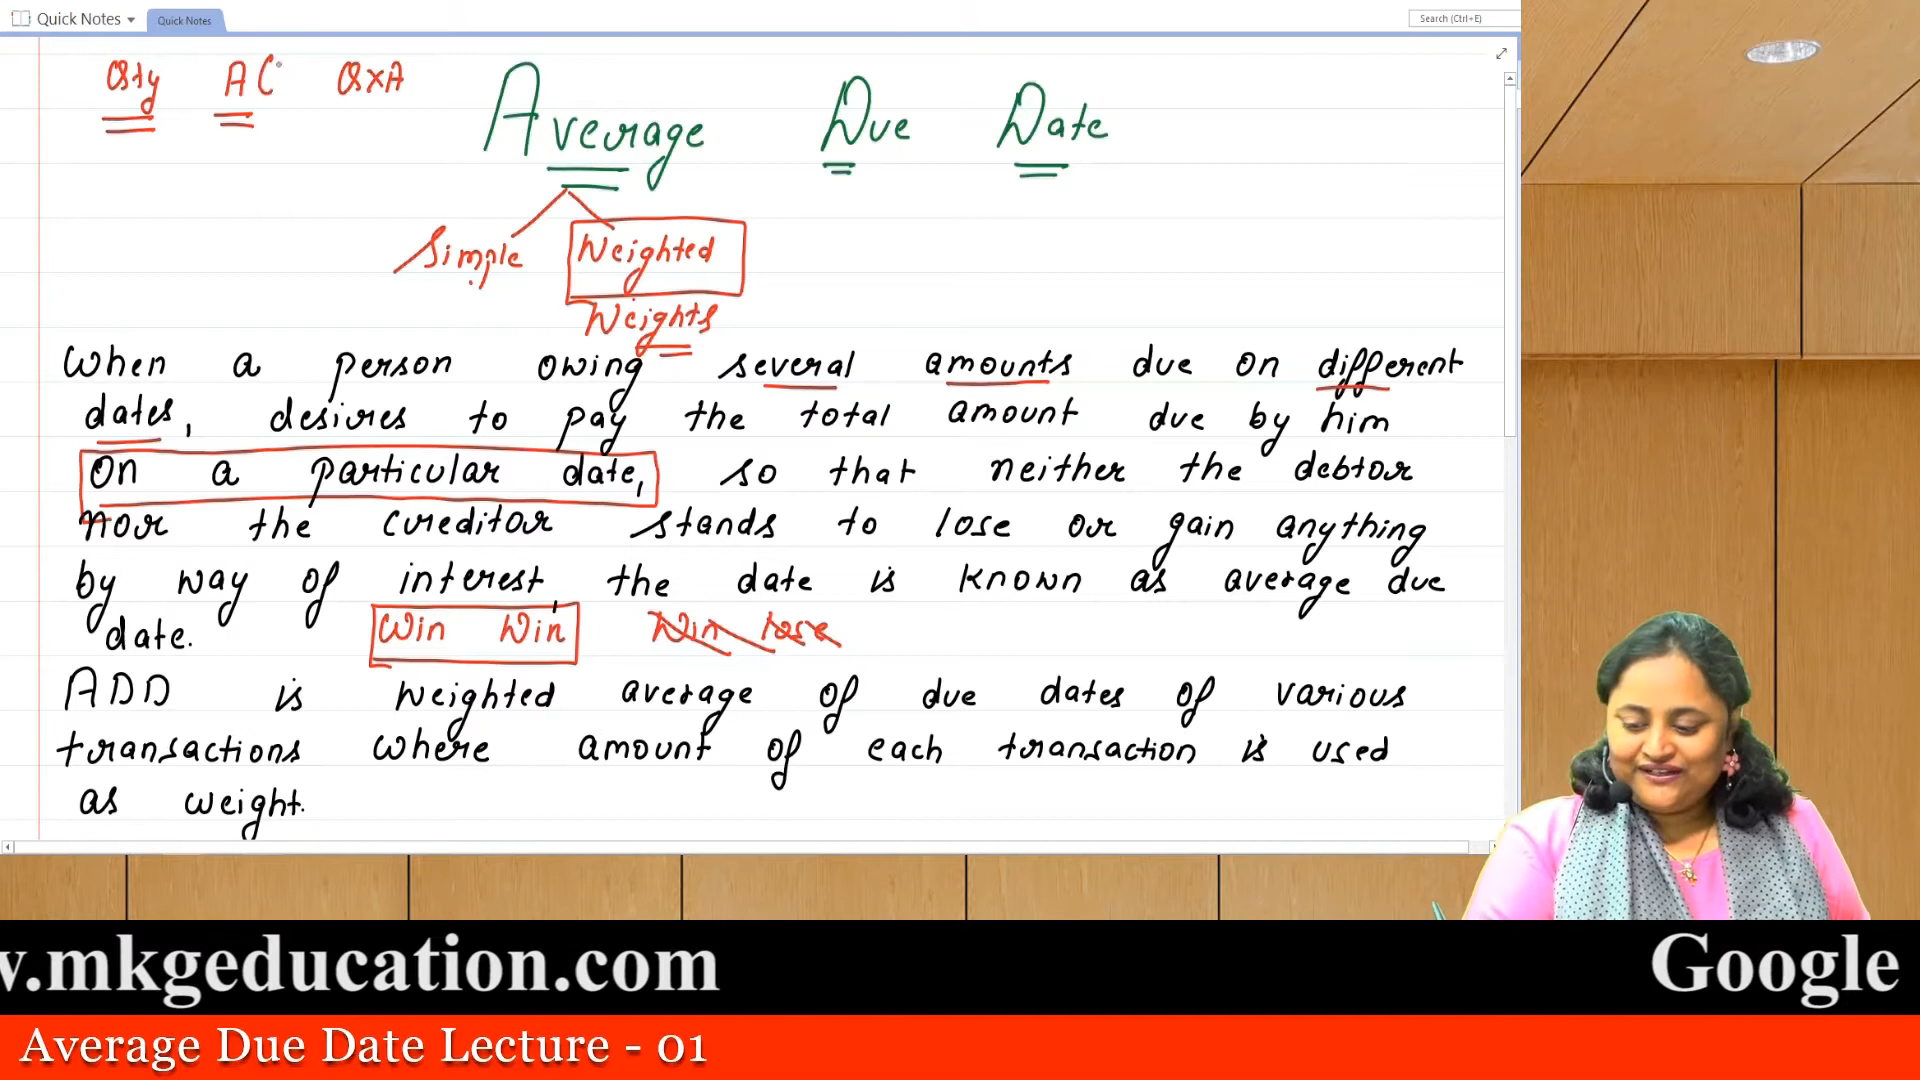 Quick Notes
Quick Notes
Search (Ctrl+E)
Qty AC QXA
Average Due Date
Simple Weighted
Weights
When a person owing several amounts due on different
dates, desires to pay the total amount due by him
On a particular date, so that neither the debtor
nor the creditor stands to lose or gain anything
by way of interest, the date is known as average due
date.
Win Win Win lose
ADD is weighted average of due dates of various
transactions where amount of each transaction is used
as weight.
.mkgeducation.com
Google
Average Due Date Lecture - 01